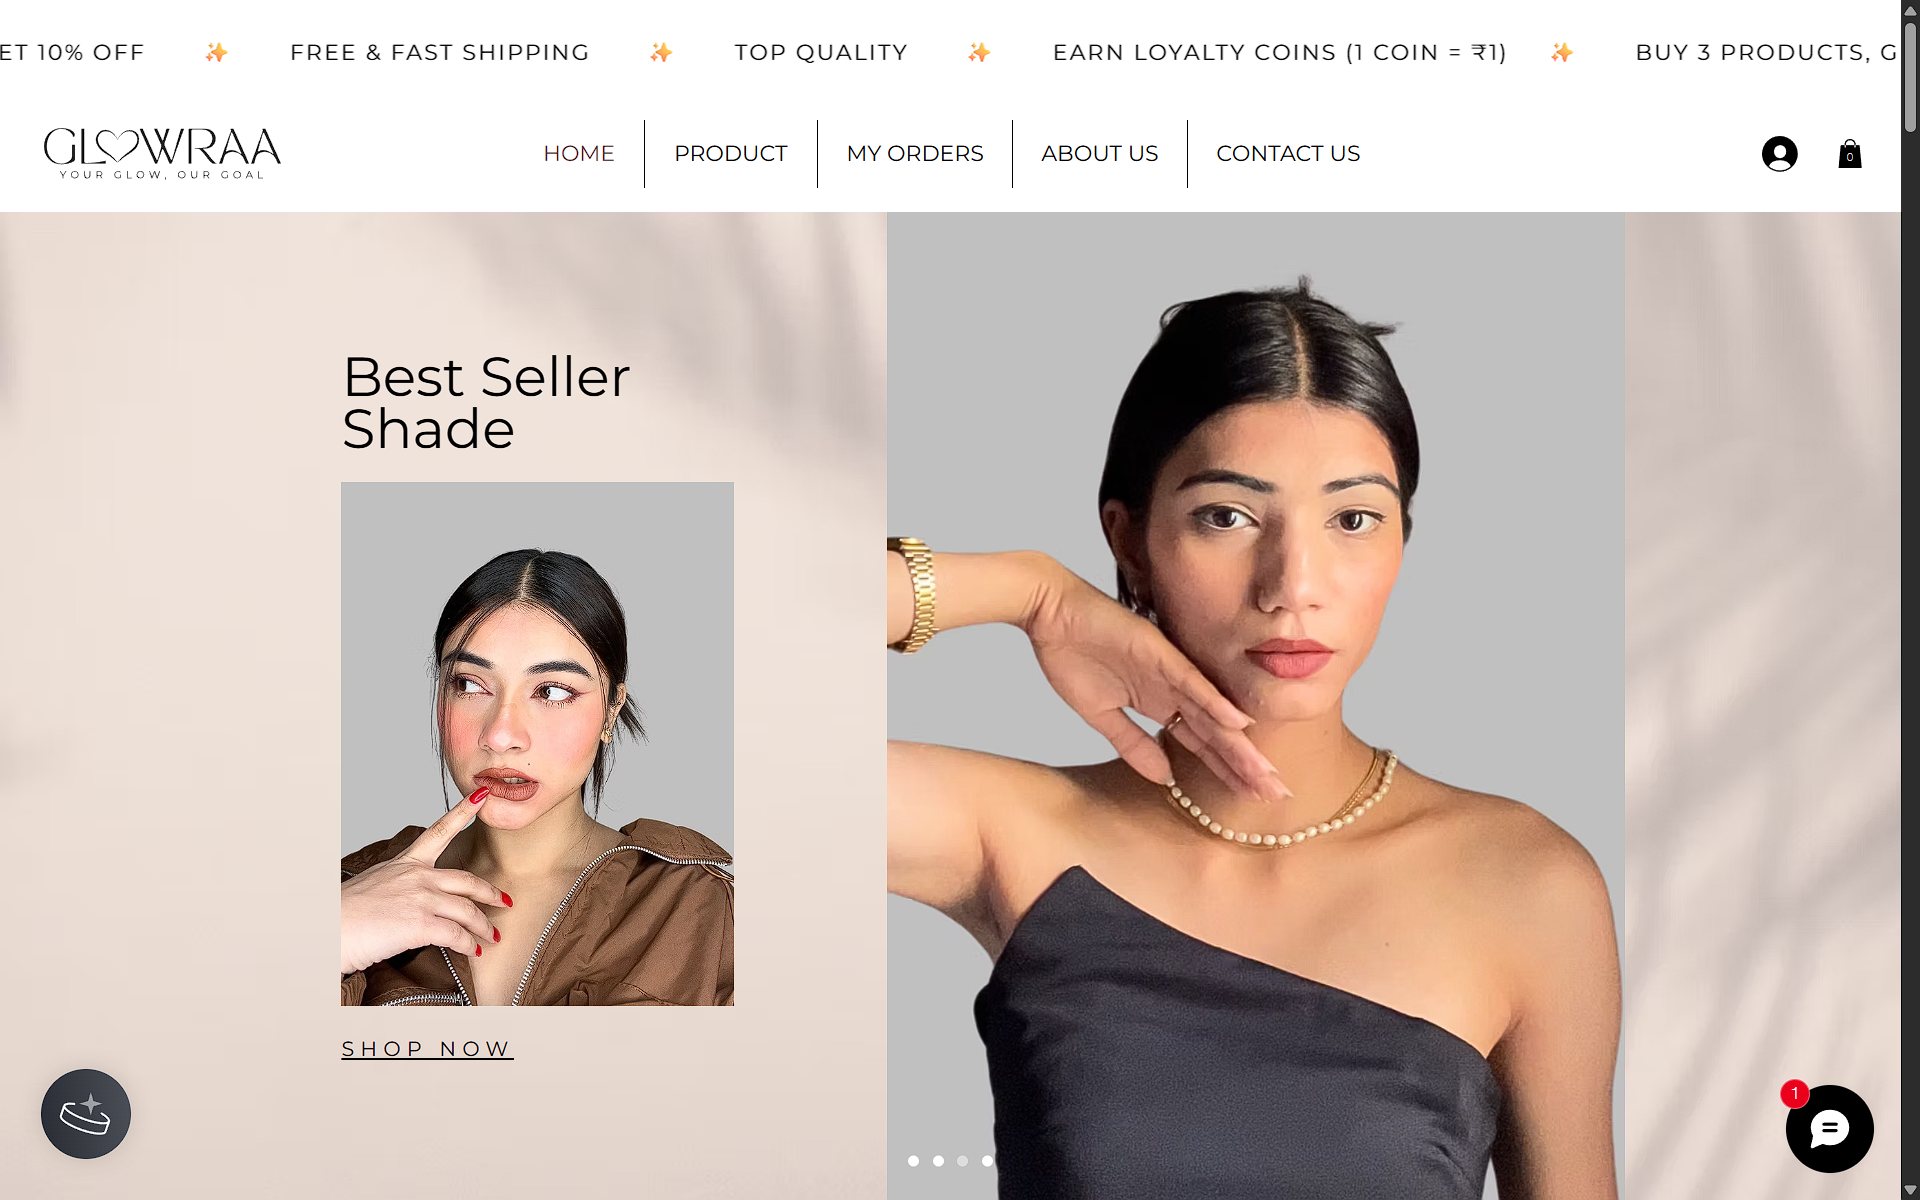 ET 10% OFF ✨ FREE & FAST SHIPPING ✨ TOP QUALITY ✨ EARN LOYALTY COINS (1 COIN = ₹1) ✨ BUY 3 PRODUCTS, G
GLOWRAA
YOUR GLOW, OUR GOAL
HOME
PRODUCT
MY ORDERS
ABOUT US
CONTACT US
0
Best Seller
Shade
SHOP NOW
1